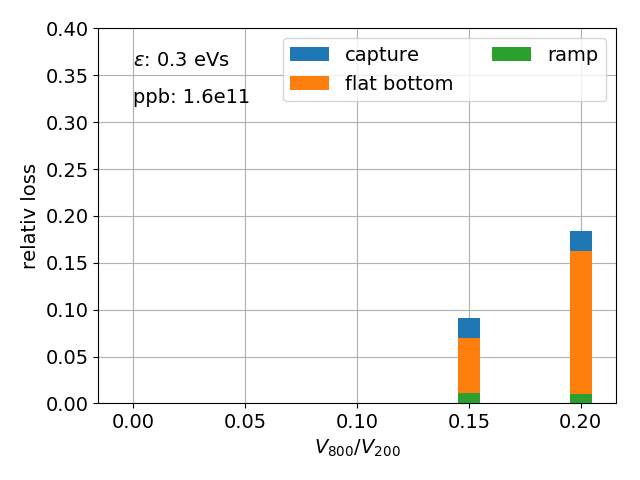 0.40
0.35
0.30
0.25
0.20
0.15
0.10
0.05
0.00
relativ loss
ε: 0.3 eVs
ppb: 1.6e11
capture
flat bottom
ramp
0.00 0.05 0.10 0.15 0.20
V800/V200